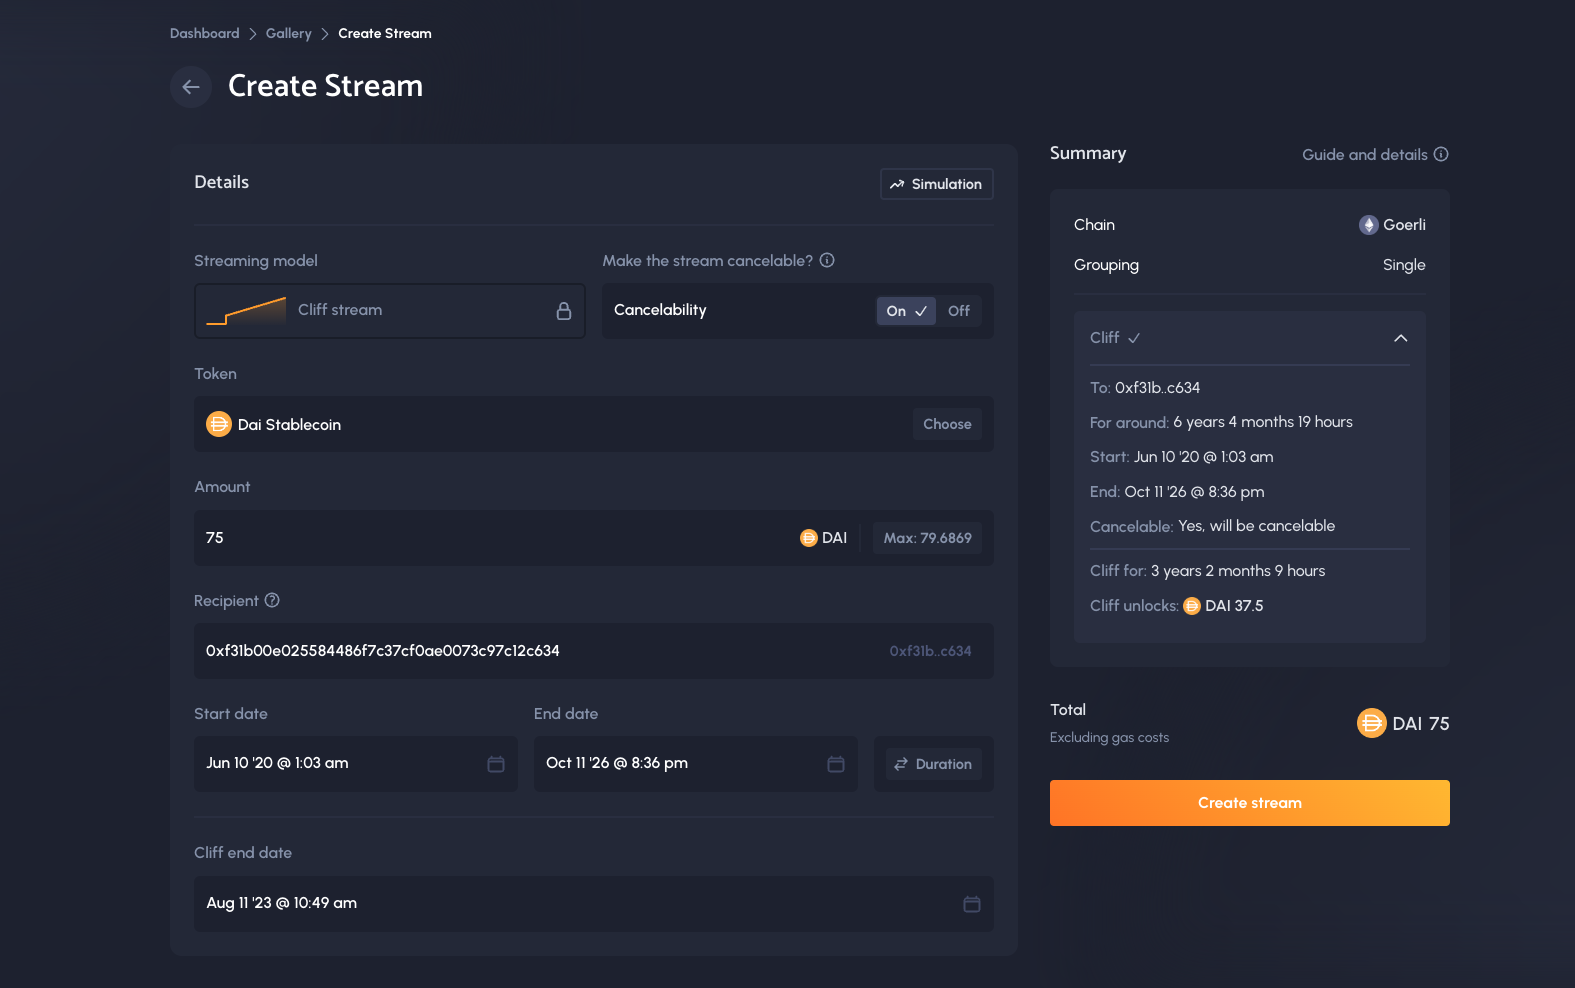 Dashboard > Gallery > Create Stream
Create Stream
Details
Simulation
Streaming model
Cliff stream
Make the stream cancelable?
Cancelability
On
Off
Token
Dai Stablecoin
Choose
Amount
75
DAI
Max: 79.6869
Recipient
0xf31b00e025584486f7c37cf0ae0073c97c12c634
0xf31b..c634
Start date
Jun 10 '20 @ 1:03 am
End date
Oct 11 '26 @ 8:36 pm
Duration
Cliff end date
Aug 11 '23 @ 10:49 am
Summary
Guide and details
Chain
Goerli
Grouping
Single
Cliff
To: 0xf31b..c634
For around: 6 years 4 months 19 hours
Start: Jun 10 '20 @ 1:03 am
End: Oct 11 '26 @ 8:36 pm
Cancelable: Yes, will be cancelable
Cliff for: 3 years 2 months 9 hours
Cliff unlocks: DAI 37.5
Total
Excluding gas costs
DAI 75
Create stream